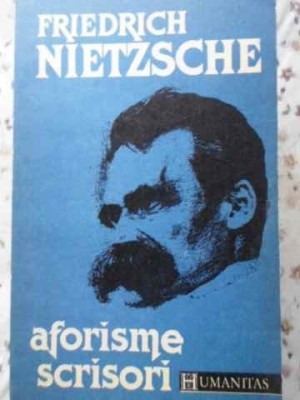 FRIEDRICH
NIETZSCHE
aforisme
scrisori
HUMANITAS